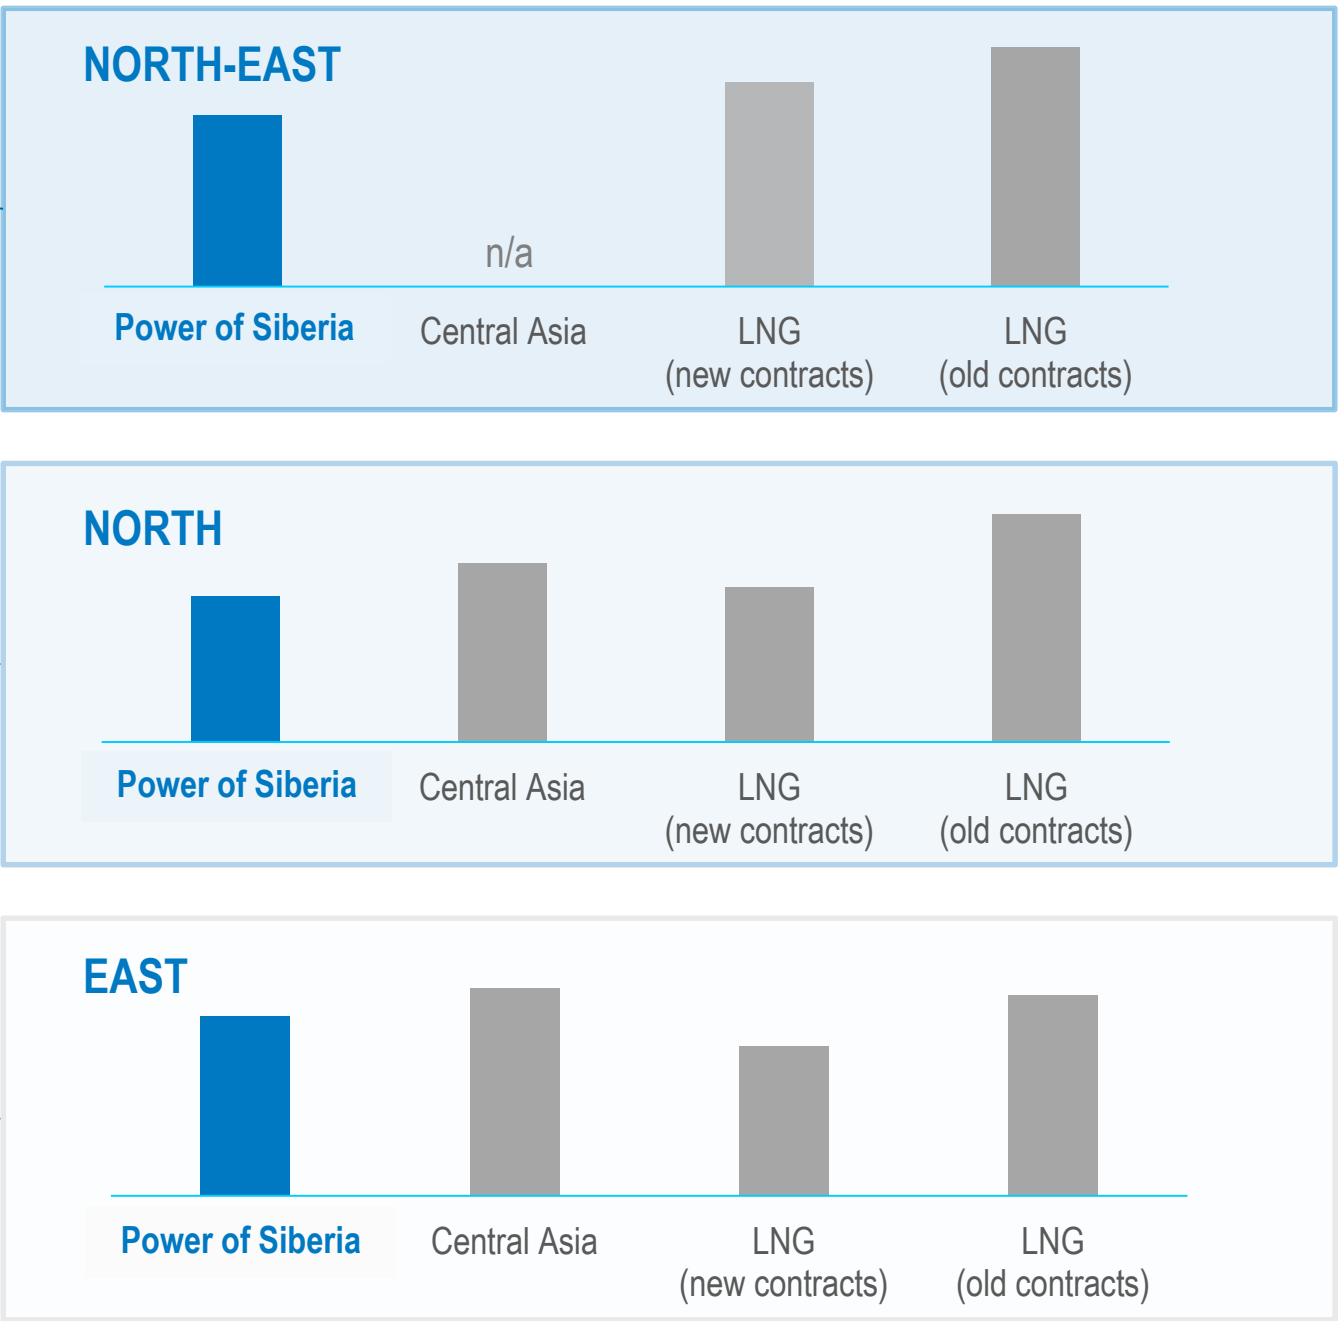 NORTH-EAST
n/a
Power of Siberia
Central Asia
LNG
(new contracts)
LNG
(old contracts)
NORTH
Power of Siberia
Central Asia
LNG
(new contracts)
LNG
(old contracts)
EAST
Power of Siberia
Central Asia
LNG
(new contracts)
LNG
(old contracts)